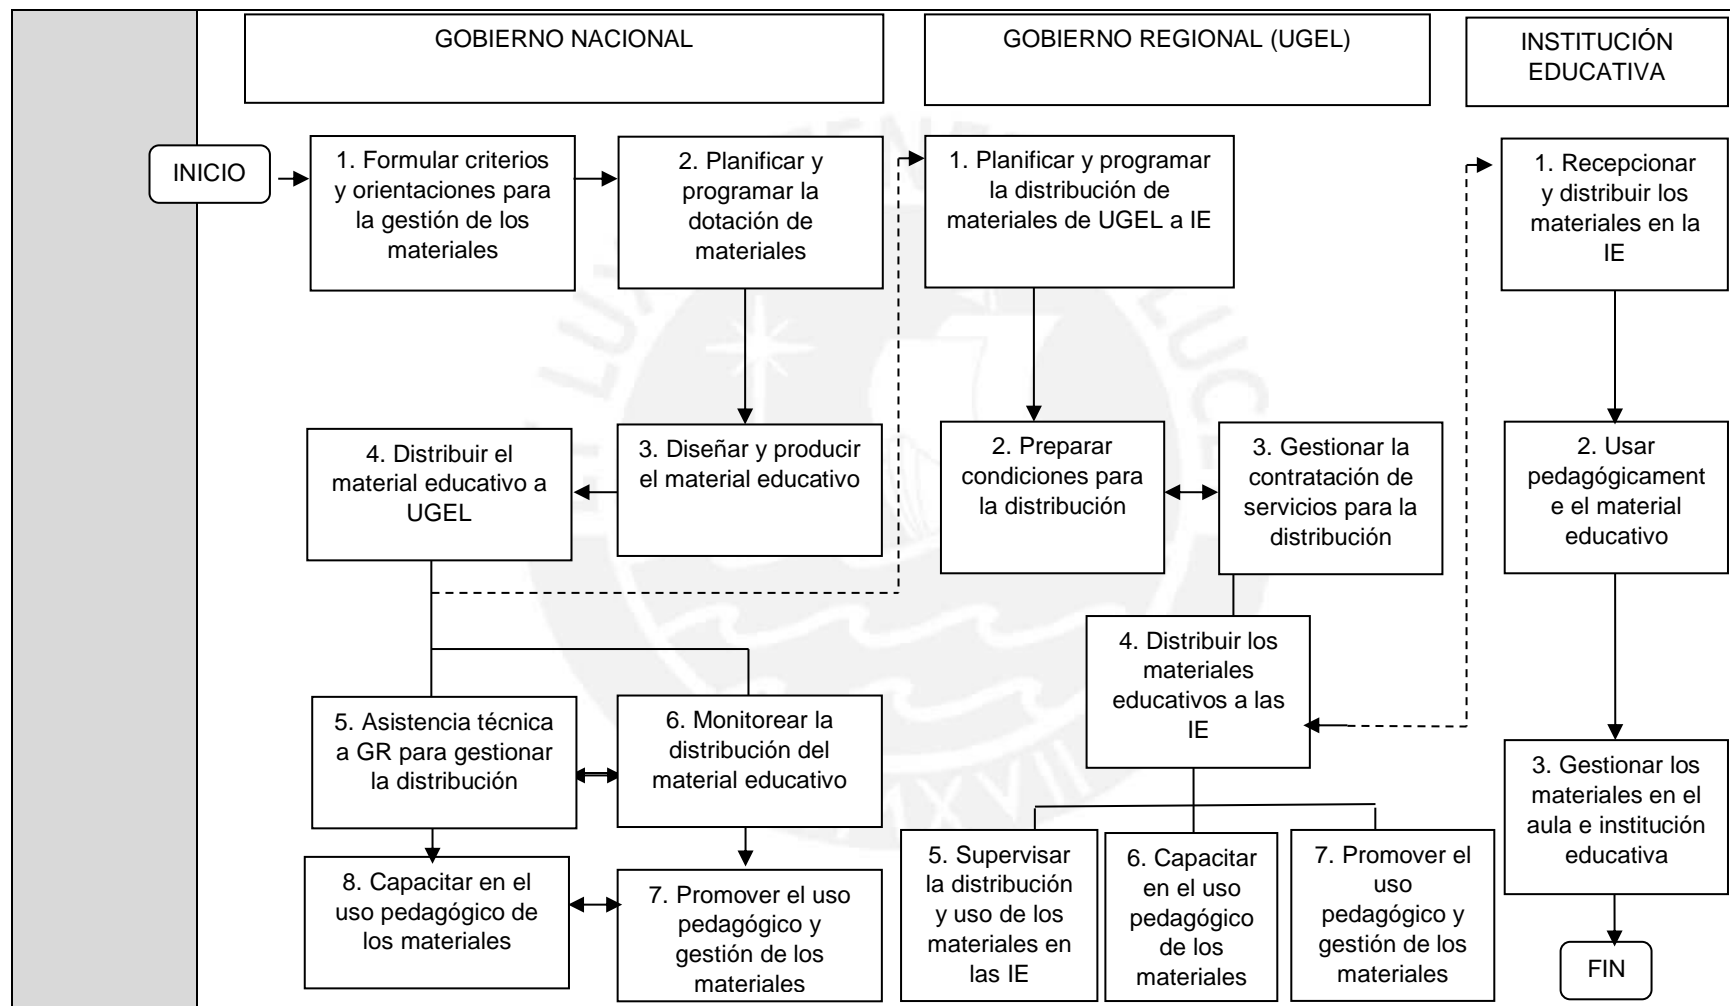 GOBIERNO NACIONAL
GOBIERNO REGIONAL (UGEL)
INSTITUCIÓN
EDUCATIVA
INICIO
1. Formular criterios
y orientaciones para
la gestión de los
materiales
2. Planificar y
programar la
dotación de
materiales
3. Diseñar y producir
el material educativo
4. Distribuir el
material educativo a
UGEL
5. Asistencia técnica
a GR para gestionar
la distribución
6. Monitorear la
distribución del
material educativo
8. Capacitar en el
uso pedagógico de
los materiales
7. Promover el uso
pedagógico y
gestión de los
materiales
1. Planificar y programar
la distribución de
materiales de UGEL a IE
2. Preparar
condiciones para
la distribución
3. Gestionar la
contratación de
servicios para la
distribución
4. Distribuir los
materiales
educativos a las
IE
5. Supervisar
la distribución
y uso de los
materiales en
las IE
6. Capacitar
en el uso
pedagógico
de los
materiales
7. Promover el
uso
pedagógico y
gestión de los
materiales
1. Recepcionar
y distribuir los
materiales en la
IE
2. Usar
pedagógicament
e el material
educativo
3. Gestionar los
materiales en el
aula e institución
educativa
FIN